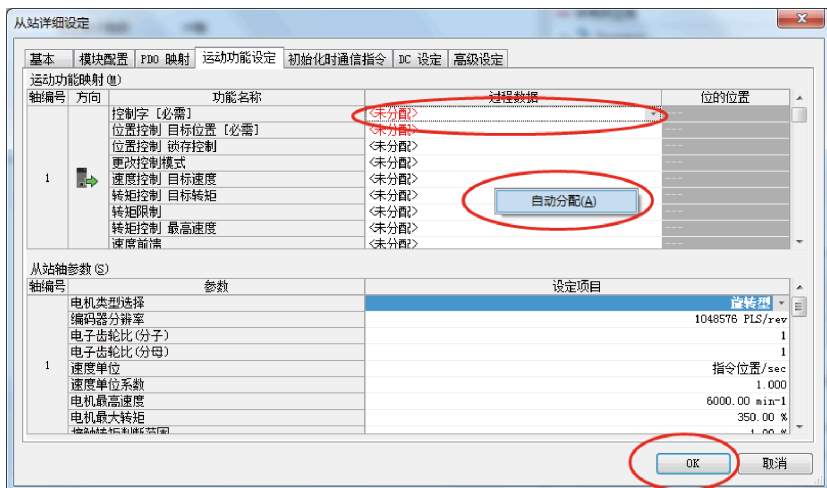 从站详细设定
基本 模块配置 PDO 映射 运动功能设定 初始化时通信指令 DC 设定 高级设定
运动功能映射(M)
轴编号 方向 功能名称 过程数据 位的位置
控制字 [必需] <未分配> ---
位置控制 目标位置 [必需] <未分配> ---
位置控制 锁存控制 <未分配> ---
更改控制模式 <未分配> ---
1 速度控制 目标速度 <未分配> ---
转矩控制 目标转矩 <未分配> ---
转矩限制 <未分配> ---
转矩控制 最高速度 <未分配> ---
速度前馈 <未分配> ---
自动分配(A)
从站轴参数(S)
轴编号 参数 设定项目
电机类型选择 旋转型
编码器分辨率 1048576 PLS/rev
电子齿轮比(分子) 1
电子齿轮比(分母) 1
1 速度单位 指令位置/sec
速度单位系数 1.000
电机最高速度 6000.00 min-1
电机最大转矩 350.00 %
接触转矩判断范围 1.00 %
OK 取消